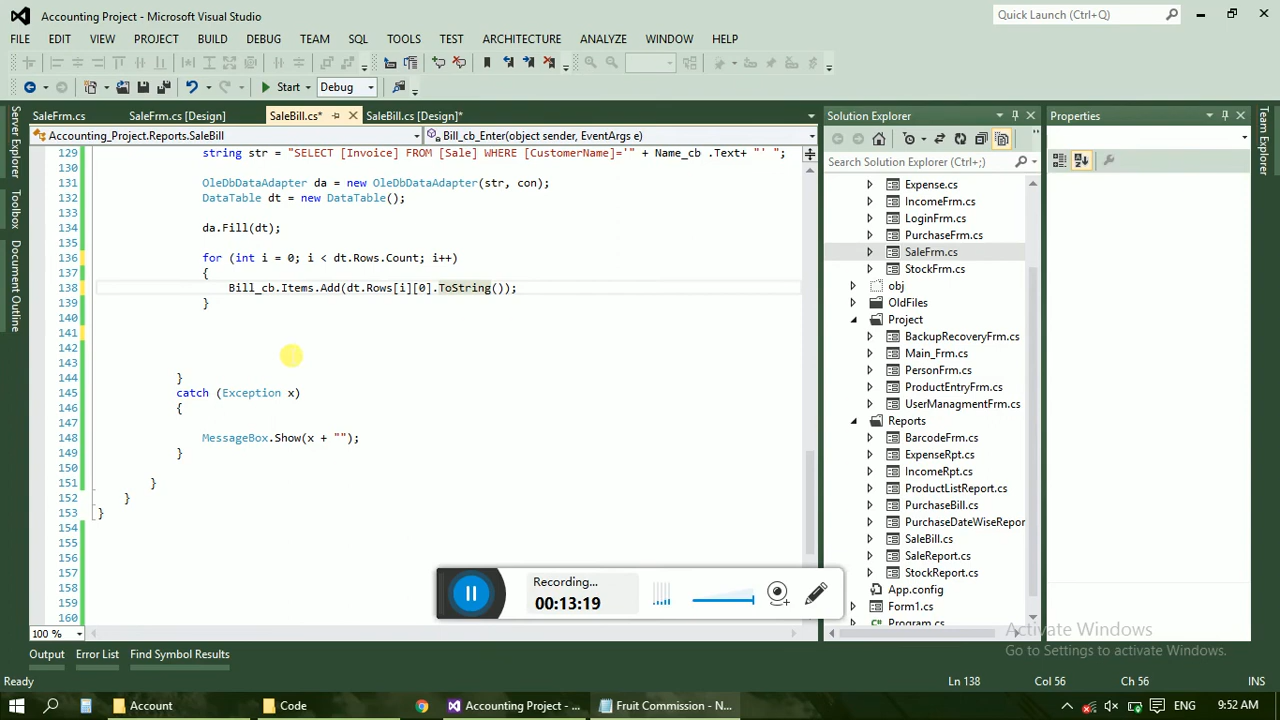 Accounting Project - Microsoft Visual Studio
Quick Launch (Ctrl+Q)
FILE EDIT VIEW PROJECT BUILD DEBUG TEAM SQL TOOLS TEST ARCHITECTURE ANALYZE WINDOW HELP
Start Debug
SaleFrm.cs SaleFrm.cs [Design] SaleBill.cs* SaleBill.cs [Design]*
Accounting_Project.Reports.SaleBill Bill_cb_Enter(object sender, EventArgs e)
Server Explorer
Toolbox
Document Outline
129 string str = "SELECT [Invoice] FROM [Sale] WHERE [CustomerName]='" + Name_cb .Text+ "' ";
130
131 OleDbDataAdapter da = new OleDbDataAdapter(str, con);
132 DataTable dt = new DataTable();
133
134 da.Fill(dt);
135
136 for (int i = 0; i < dt.Rows.Count; i++)
137 {
138 Bill_cb.Items.Add(dt.Rows[i][0].ToString());
139 }
140
141
142
143
144 }
145 catch (Exception x)
146 {
147
148 MessageBox.Show(x + "");
149 }
150
151 }
152 }
153 }
154
155
156
157
158
159
160
100 %
Recording...
00:13:19
Solution Explorer
Search Solution Explorer (Ctrl+;)
Expense.cs
IncomeFrm.cs
LoginFrm.cs
PurchaseFrm.cs
SaleFrm.cs
StockFrm.cs
obj
OldFiles
Project
BackupRecoveryFrm.cs
Main_Frm.cs
PersonFrm.cs
ProductEntryFrm.cs
UserManagmentFrm.cs
Reports
BarcodeFrm.cs
ExpenseRpt.cs
IncomeRpt.cs
ProductListReport.cs
PurchaseBill.cs
PurchaseDateWiseRepor
SaleBill.cs
SaleReport.cs
StockReport.cs
App.config
Form1.cs
Program.cs
Properties
Team Explorer
Activate Windows
Go to Settings to activate Windows.
Output Error List Find Symbol Results
Ready Ln 138 Col 56 Ch 56 INS
Account Code Accounting Project - ... Fruit Commission - N... ENG 9:52 AM